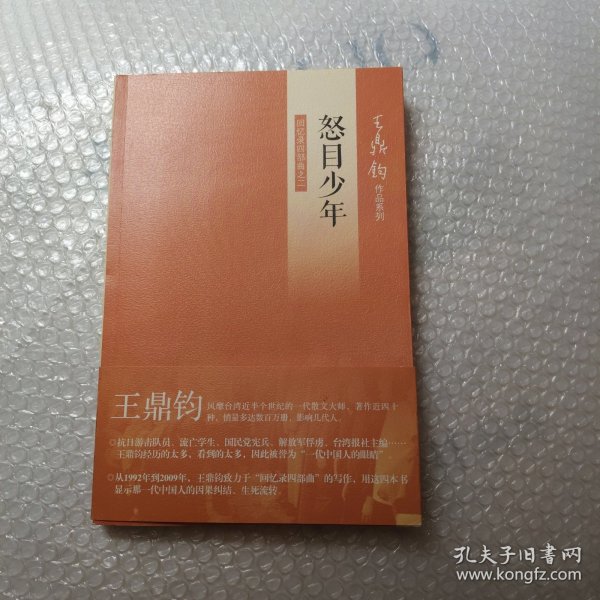 怒目少年
回忆录四部曲之二
王鼎钧
作品系列
王鼎钧
风靡台湾近半个世纪的一代散文大师，著作近四十
种，销量多达数百万册，影响几代人。
○抗日游击队员、流亡学生、国民党宪兵、解放军俘虏、台湾报社主编……
王鼎钧经历的太多，看到的太多，因此被誉为“一代中国人的眼睛”。
○从1992年到2009年，王鼎钧致力于“回忆录四部曲”的写作，用这四本书
显示那一代中国人的因果纠结、生死流转
孔夫子旧书网
www.kongfz.com